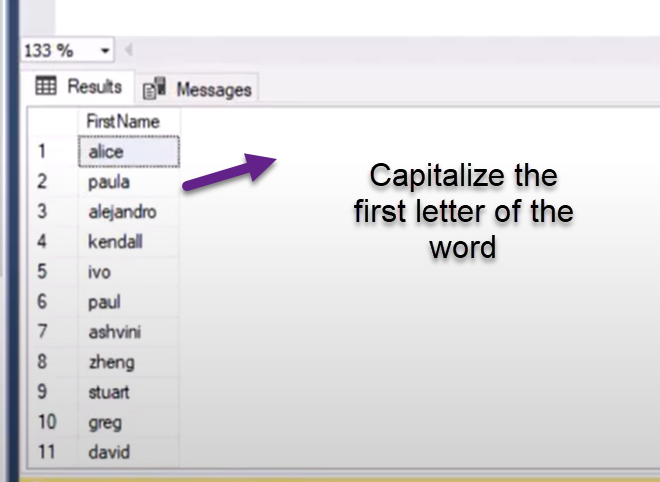 133 %
Results Messages
FirstName
1 alice
2 paula
3 alejandro
4 kendall
5 ivo
6 paul
7 ashvini
8 zheng
9 stuart
10 greg
11 david
Capitalize the
first letter of the
word